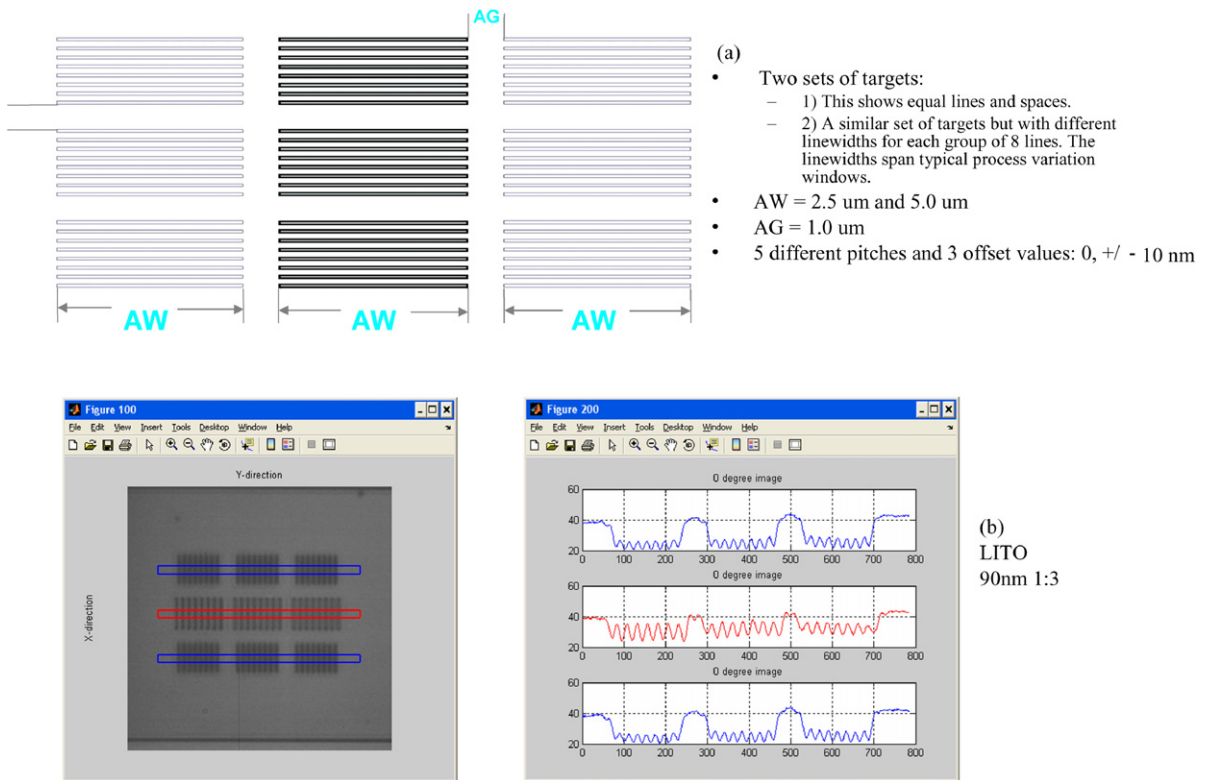 AG
AW
AW
AW
(a)
• Two sets of targets:
– 1) This shows equal lines and spaces.
– 2) A similar set of targets but with different
linewidths for each group of 8 lines. The
linewidths span typical process variation
windows.
• AW = 2.5 um and 5.0 um
• AG = 1.0 um
• 5 different pitches and 3 offset values: 0, +/ - 10 nm
Figure 100
File Edit View Insert Tools Desktop Window Help
Y-direction
X-direction
Figure 200
File Edit View Insert Tools Desktop Window Help
0 degree image
60
40
20
0 100 200 300 400 500 600 700 800
0 degree image
60
40
20
0 100 200 300 400 500 600 700 800
0 degree image
60
40
20
0 100 200 300 400 500 600 700 800
(b)
LITO
90nm 1:3